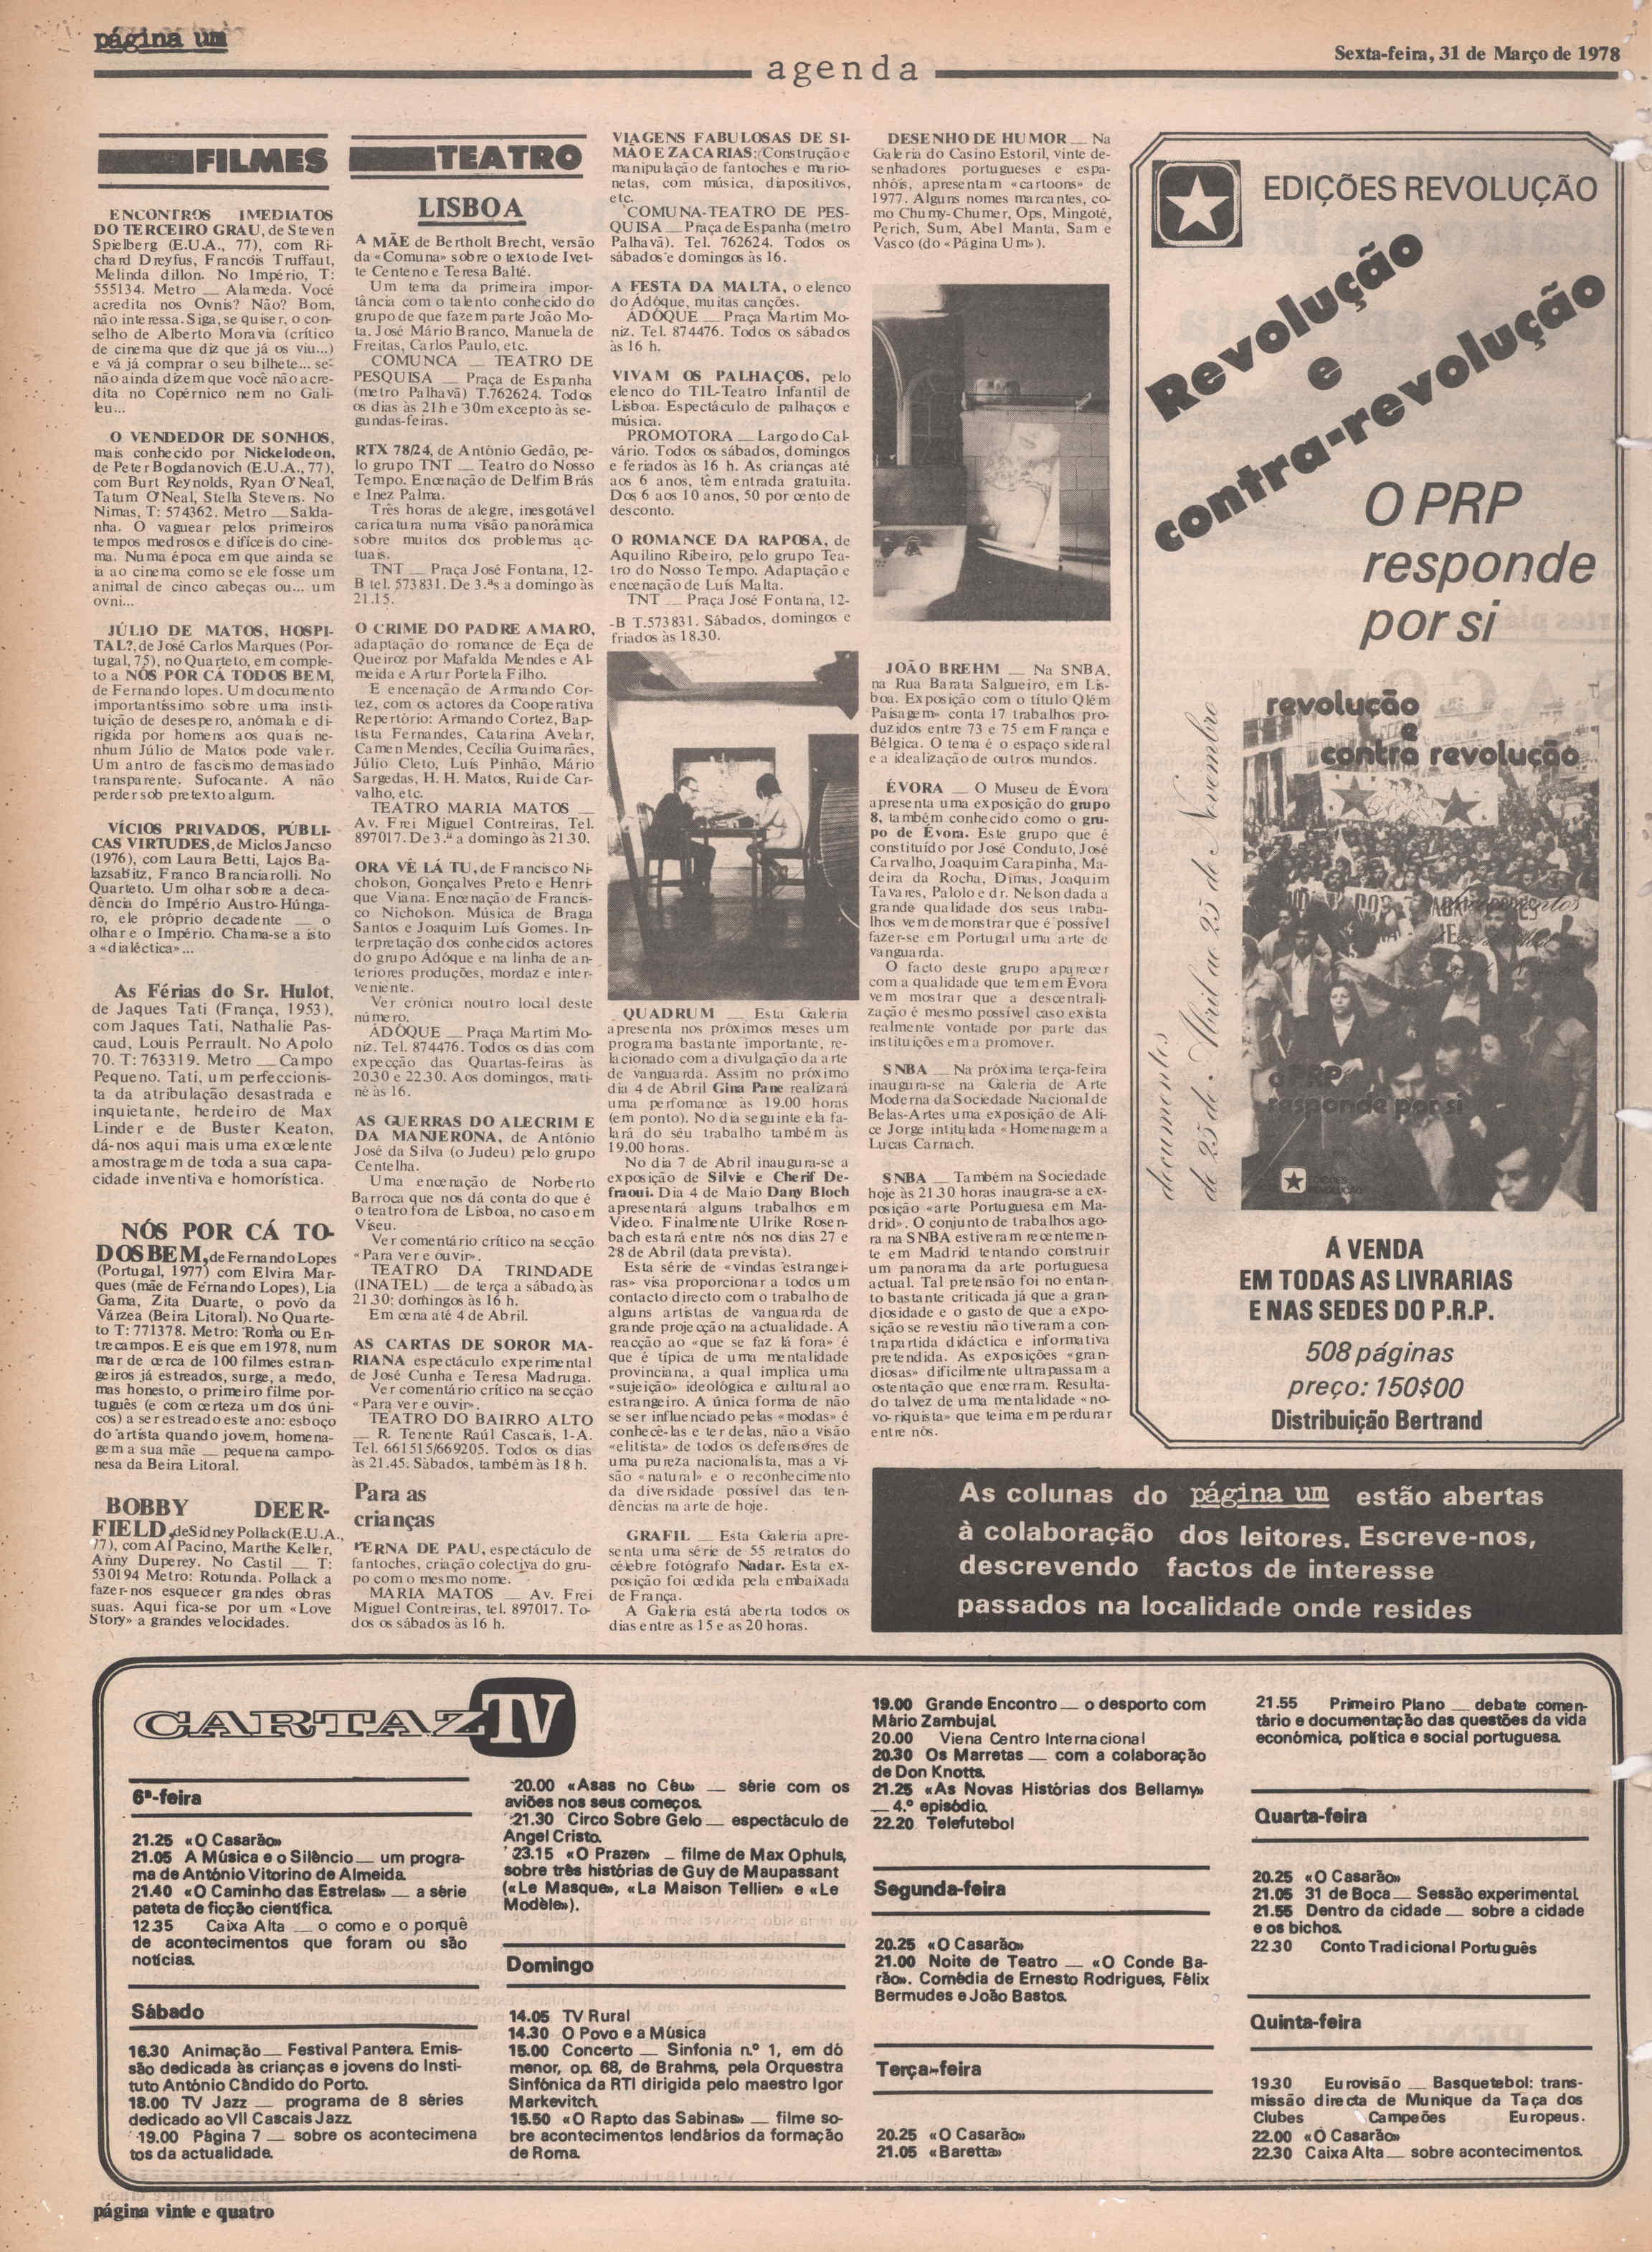 página um
Sexta-feira, 31 de Março de 1978
agenda
FILMES
ENCONTROS IMEDIATOS
DO TERCEIRO GRAU, de Steven
Spielberg (E.U.A., 77), com Ri-
chard Dreyfus, Francois Truffaut,
Melinda dillon. No Império, T:
555134. Metro — Alameda. Você
acredita nos Ovnis? Não? Bom,
não interessa. Siga, se quiser, o con-
selho de Alberto Moravia (crítico
de cinema que diz que já os viu...)
e vá já comprar o seu bilhete... se-
não ainda dizem que você não acre-
dita no Copérnico nem no Gali-
leu...
O VENDEDOR DE SONHOS,
mais conhecido por Nickelodeon,
de Peter Bogdanovich (E.U.A., 77),
com Burt Reynolds, Ryan O'Neal,
Tatum O'Neal, Stella Stevens. No
Nimas, T: 574362. Metro — Salda-
nha. O vaguear pelos primeiros
tempos medrosos e difíceis do cine-
ma. Numa época em que ainda se
ia ao cinema como se ele fosse um
animal de cinco cabeças ou... um
ovni...
JÚLIO DE MATOS, HOSPI-
TAL?, de José Carlos Marques (Por-
tugal, 75), no Quarteto, em comple-
to a NÓS POR CÁ TODOS BEM,
de Fernando lopes. Um documento
importantíssimo sobre uma insti-
tuição de desespero, anómala e di-
rigida por homens aos quais ne-
nhum Júlio de Matos pode valer.
Um antro de fascismo demasiado
transparente. Sufocante. A não
perder sob pretexto algum.
VÍCIOS PRIVADOS, PÚBLI-
CAS VIRTUDES, de Miclos Jancso
(1976), com Laura Betti, Lajos Ba-
lazsabitz, Franco Branciarolli. No
Quarteto. Um olhar sobre a deca-
dência do Império Austro-Húnga-
ro, ele próprio decadente — o
olhar e o Império. Chama-se a isto
a «dialéctica»...
As Férias do Sr. Hulot,
de Jaques Tati (França, 1953),
com Jaques Tati, Nathalie Pas-
caud, Louis Perrault. No Apolo
70. T: 763319. Metro — Campo
Pequeno. Tati, um perfeccionis-
ta da atribulação desastrada e
inquietante, herdeiro de Max
Linder e de Buster Keaton,
dá-nos aqui mais uma excelente
amostragem de toda a sua capa-
cidade inventiva e homorística.
NÓS POR CÁ TO-
DOS BEM, de Fernando Lopes
(Portugal, 1977) com Elvira Mar-
ques (mãe de Fernando Lopes), Lia
Gama, Zita Duarte, o povo da
Várzea (Beira Litoral). No Quarte-
to T: 771378. Metro: Roma ou En-
trecampos. E eis que em 1978, num
mar de cerca de 100 filmes estran-
geiros já estreados, surge, a medo,
mas honesto, o primeiro filme por-
tuguês (e com certeza um dos úni-
cos) a ser estreado este ano: esboço
do artista quando jovem, homena-
gem a sua mãe — pequena campo-
nesa da Beira Litoral.
BOBBY DEER-
FIELD, de Sidney Pollack (E.U.A.,
77), com Al Pacino, Marthe Keller,
Anny Duperey. No Castil — T:
530194 Metro: Rotunda. Pollack a
fazer-nos esquecer grandes obras
suas. Aqui fica-se por um «Love
Story» a grandes velocidades.
TEATRO
LISBOA
A MÃE de Bertholt Brecht, versão
da «Comuna» sobre o texto de Ivet-
te Centeno e Teresa Balté.
Um tema da primeira impor-
tância com o talento conhecido do
grupo de que fazem parte João Mo-
ta. José Mário Branco, Manuela de
Freitas, Carlos Paulo, etc.
COMUNCA — TEATRO DE
PESQUISA — Praça de Espanha
(metro Palhavã) T.762624. Todos
os dias às 21h e 30m excepto às se-
gundas-feiras.
RTX 78/24, de António Gedão, pe-
lo grupo TNT — Teatro do Nosso
Tempo. Encenação de Delfim Brás
e Inez Palma.
Três horas de alegre, inesgotável
caricatura numa visão panorâmica
sobre muitos dos problemas ac-
tuais.
TNT — Praça José Fontana, 12-
B tel. 573831. De 3.ªs a domingo às
21.15.
O CRIME DO PADRE AMARO,
adaptação do romance de Eça de
Queiroz por Mafalda Mendes e Al-
meida e Artur Portela Filho.
E encenação de Armando Cor-
tez, com os actores da Cooperativa
Repertório: Armando Cortez, Bap-
tista Fernandes, Catarina Avelar,
Camen Mendes, Cecília Guimarães,
Júlio Cleto, Luís Pinhão, Mário
Sargedas, H. H. Matos, Rui de Car-
valho, etc.
TEATRO MARIA MATOS —
Av. Frei Miguel Contreiras, Tel.
897017. De 3.ª a domingo às 21.30.
ORA VÊ LÁ TU, de Francisco Ni-
cholson, Gonçalves Preto e Henri-
que Viana. Encenação de Francis-
co Nicholson. Música de Braga
Santos e Joaquim Luís Gomes. In-
terpretação dos conhecidos actores
do grupo Adóque e na linha de an-
teriores produções, mordaz e inter-
veniente.
Ver crónica noutro local deste
número.
ÁDÓQUE — Praça Martim Mo-
niz. Tel. 874476. Todos os dias com
expecção das Quartas-feiras às
20.30 e 22.30. Aos domingos, mati-
né às 16.
AS GUERRAS DO ALECRIM E
DA MANJERONA, de António
José da Silva (o Judeu) pelo grupo
Centelha.
Uma encenação de Norberto
Barroca que nos dá conta do que é
o teatro fora de Lisboa, no caso em
Viseu.
Ver comentário crítico na secção
«Para ver e ouvir».
TEATRO DA TRINDADE
(INATEL) — de terça a sábado, às
21.30; domingos às 16 h.
Em cena até 4 de Abril.
AS CARTAS DE SOROR MA-
RIANA espectáculo experimental
de José Cunha e Teresa Madruga.
Ver comentário crítico na secção
«Para ver e ouvir».
TEATRO DO BAIRRO ALTO
— R. Tenente Raúl Cascais, 1-A.
Tel. 661515/669205. Todos os dias
às 21.45. Sàbados, também às 18 h.
Para as
crianças
PERNA DE PAU, espectáculo de
fantoches, criação colectiva do gru-
po com o mesmo nome.
MARIA MATOS — Av. Frei
Miguel Contreiras, tel. 897017. To-
dos os sábados às 16 h.
VIAGENS FABULOSAS DE SI-
MÃO E ZACARIAS: Construção e
manipulação de fantoches e mario-
netas, com música, diapositivos,
etc.
COMUNA-TEATRO DE PES-
QUISA — Praça de Espanha (metro
Palhavã). Tel. 762624. Todos os
sábados e domingos às 16.
A FESTA DA MALTA, o elenco
do Ádóque, muitas canções.
ÁDÓQUE — Praça Martim Mo-
niz. Tel. 874476. Todos os sábados
às 16 h.
VIVAM OS PALHAÇOS, pelo
elenco do TIL-Teatro Infantil de
Lisboa. Espectáculo de palhaços e
música.
PROMOTORA — Largo do Cal-
vário. Todos os sábados, domingos
e feriados às 16 h. As crianças até
aos 6 anos, têm entrada gratuita.
Dos 6 aos 10 anos, 50 por cento de
desconto.
O ROMANCE DA RAPOSA, de
Aquilino Ribeiro, pelo grupo Tea-
tro do Nosso Tempo. Adaptação e
encenação de Luís Malta.
TNT — Praça José Fontana, 12-
-B T.573831. Sábados, domingos e
friados às 18.30.
QUADRUM — Esta Galeria
apresenta nos próximos meses um
programa bastante importante, re-
lacionado com a divulgação da arte
de vanguarda. Assim no próximo
dia 4 de Abril Gina Pane realizará
uma perfomance às 19.00 horas
(em ponto). No dia seguinte ela fa-
lará do séu trabalho também às
19.00 horas.
No dia 7 de Abril inaugura-se a
exposição de Silvie e Cherif De-
fraoui. Dia 4 de Maio Dany Bloch
apresentará alguns trabalhos em
Video. Finalmente Ulrike Rosen-
bach estará entre nós nos dias 27 e
28 de Abril (data prevista).
Esta série de «vindas estrangei-
ras» visa proporcionar a todos um
contacto directo com o trabalho de
alguns artistas de vanguarda de
grande projecção na actualidade. A
reacção ao «que se faz lá fora» é
que é típica de uma mentalidade
provinciana, a qual implica uma
«sujeição» ideológica e cultural ao
estrangeiro. A única forma de não
se ser influenciado pelas «modas» é
conhecê-las e ter delas, não a visão
«elitista» de todos os defensores de
uma pureza nacionalista, mas a vi-
são «natural» e o reconhecimento
da diversidade possível das ten-
dências na arte de hoje.
GRAFIL — Esta Galeria apre-
senta uma série de 55 retratos do
célebre fotógrafo Nadar. Esta ex-
posição foi cedida pela embaixada
de França.
A Galeria está aberta todos os
dias entre as 15 e as 20 horas.
DESENHO DE HUMOR — Na
Galeria do Casino Estoril, vinte de-
senhadores portugueses e espa-
nhóis, apresentam «cartoons» de
1977. Alguns nomes marcantes, co-
mo Chumy-Chumer, Ops, Mingoté,
Perich, Sum, Abel Manta, Sam e
Vasco (do «Página Um»).
JOÃO BREHM — Na SNBA,
na Rua Barata Salgueiro, em Lis-
boa. Exposição com o título Qlém
Paisagem» conta 17 trabalhos pro-
duzidos entre 73 e 75 em França e
Bélgica. O tema é o espaço sideral
e a idealização de outros mundos.
ÉVORA — O Museu de Évora
apresenta uma exposição do grupo
8, também conhecido como o gru-
po de Évora. Este grupo que é
constituído por José Conduto, José
Carvalho, Joaquim Carapinha, Ma-
deira da Rocha, Dimas, Joaquim
Tavares, Palolo e dr. Nelson dada a
grande qualidade dos seus traba-
lhos vem demonstrar que é possível
fazer-se em Portugal uma arte de
vanguarda.
O facto deste grupo aparecer
com a qualidade que tem em Évora
vem mostrar que a descentrali-
zação é mesmo possível caso exista
realmente vontade por parte das
instituições em a promover.
SNBA — Na próxima terça-feira
inaugura-se na Galeria de Arte
Moderna da Sociedade Nacional de
Belas-Artes uma exposição de Ali-
ce Jorge intitulada «Homenagem a
Lucas Carnach.
SNBA — Também na Sociedade
hoje às 21.30 horas inaugra-se a ex-
posição «arte Portuguesa em Ma-
drid». O conjunto de trabalhos ago-
ra na SNBA estiveram recentemen-
te em Madrid tentando construir
um panorama da arte portuguesa
actual. Tal pretensão foi no entan-
to bastante criticada já que a gran-
diosidade e o gasto de que a expo-
sição se revestiu não tiveram a con-
trapartida didáctica e informativa
pretendida. As exposições «gran-
diosas» dificilmente ultrapassam a
ostentação que encerram. Resulta-
do talvez de uma mentalidade «no-
vo-riquista» que teima em perdurar
entre nós.
EDIÇÕES REVOLUÇÃO
Revolução
e
contra-revolução
O PRP
responde
por si
documentos
de 25 de Abril ao 25 de Novembro
revolução
e
contra revolução
o PRP
responde por si
EDIÇÕES
REVOLUÇÃO
Á VENDA
EM TODAS AS LIVRARIAS
E NAS SEDES DO P.R.P.
508 páginas
preço: 150$00
Distribuição Bertrand
As colunas do página um estão abertas
à colaboração dos leitores. Escreve-nos,
descrevendo factos de interesse
passados na localidade onde resides
CARTAZ TV
6ª-feira
21.25 «O Casarão»
21.05 A Música e o Silêncio — um progra-
ma de António Vitorino de Almeida.
21.40 «O Caminho das Estrelas» — a série
pateta de ficção científica.
12.35 Caixa Alta — o como e o porquê
de acontecimentos que foram ou são
notícias.
Sábado
16.30 Animação — Festival Pantera. Emis-
são dedicada às crianças e jovens do Insti-
tuto António Cândido do Porto.
18.00 TV Jazz — programa de 8 séries
dedicado ao VII Cascais Jazz
19.00 Página 7 — sobre os acontecimena
tos da actualidade.
20.00 «Asas no Céu» — série com os
aviões nos seus começos.
21.30 Circo Sobre Gelo — espectáculo de
Angel Cristo.
23.15 «O Prazer» — filme de Max Ophuls,
sobre três histórias de Guy de Maupassant
(«Le Masque», «La Maison Tellier» e «Le
Modèle»).
Domingo
14.05 TV Rural
14.30 O Povo e a Música
15.00 Concerto — Sinfonia n.º 1, em dó
menor, op. 68, de Brahms, pela Orquestra
Sinfónica da RTI dirigida pelo maestro Igor
Markevitch.
15.50 «O Rapto das Sabinas» — filme so-
bre acontecimentos lendários da formação
de Roma.
19.00 Grande Encontro — o desporto com
Mário Zambujal.
20.00 Viena Centro Internacional
20.30 Os Marretas — com a colaboração
de Don Knotts.
21.25 «As Novas Histórias dos Bellamy»
— 4.º episódio.
22.20 Telefutebol
Segunda-feira
20.25 «O Casarão»
21.00 Noite de Teatro — «O Conde Ba-
rão». Comédia de Ernesto Rodrigues, Félix
Bermudes e João Bastos.
Terça-feira
20.25 «O Casarão»
21.05 «Baretta»
21.55 Primeiro Plano — debate comen-
tário e documentação das questões da vida
económica, política e social portuguesa.
Quarta-feira
20.25 «O Casarão»
21.05 31 de Boca — Sessão experimental
21.55 Dentro da cidade — sobre a cidade
e os bichos.
22.30 Conto Tradicional Português
Quinta-feira
19.30 Eurovisão — Basquetebol: trans-
missão directa de Munique da Taça dos
Clubes Campeões Europeus.
22.00 «O Casarão»
22.30 Caixa Alta — sobre acontecimentos.
página vinte e quatro